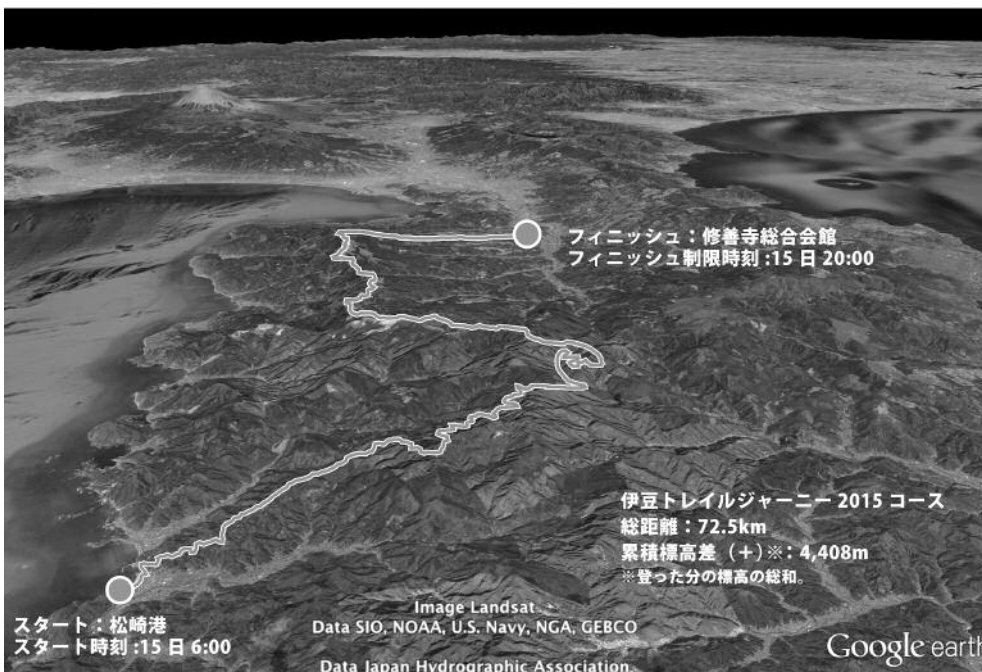 フィニッシュ：修善寺総合会館
フィニッシュ制限時刻 :15 日 20:00
伊豆トレイルジャーニー 2015 コース
総距離：72.5km
累積標高差（+）※：4,408m
※登った分の標高の総和。
スタート：松崎港
スタート時刻 :15 日 6:00
Image Landsat
Data SIO, NOAA, U.S. Navy, NGA, GEBCO
Data Japan Hydrographic Association
Google earth